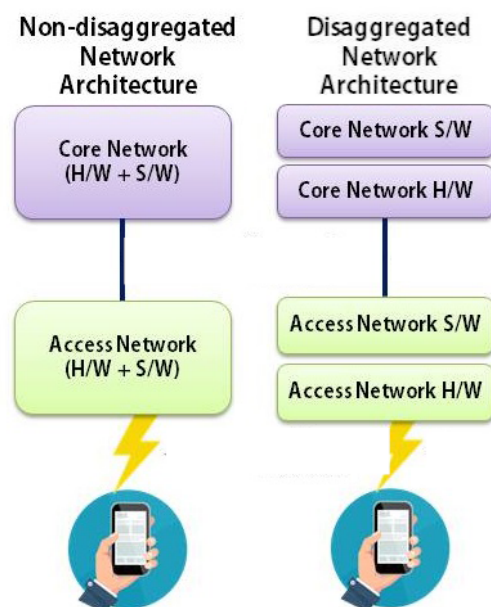 Non-disaggregated
Network
Architecture
Core Network
(H/W + S/W)
Access Network
(H/W + S/W)
Disaggregated
Network
Architecture
Core Network S/W
Core Network H/W
Access Network S/W
Access Network H/W